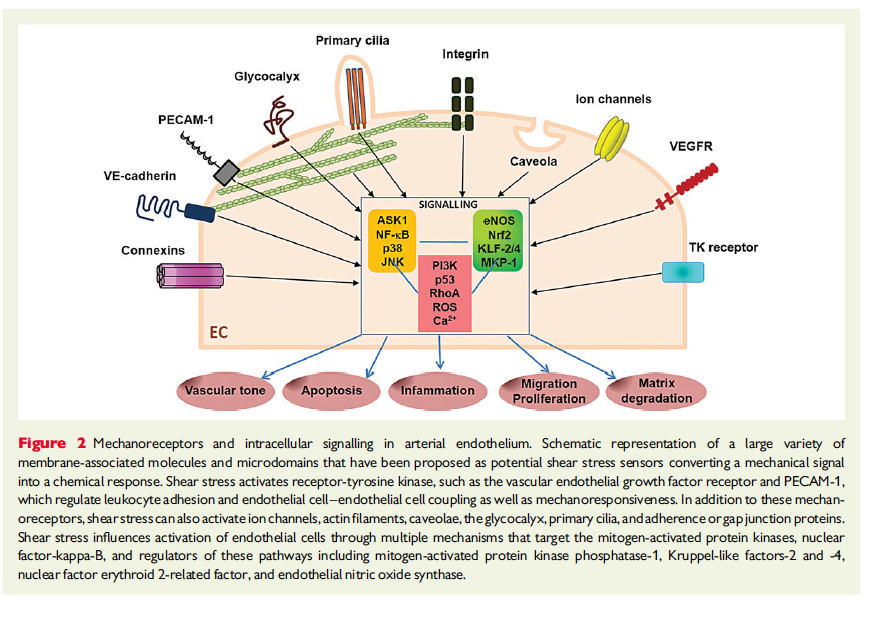 Primary cilia
Integrin
Glycocalyx
Ion channels
PECAM-1
VEGFR
Caveola
VE-cadherin
SIGNALLING
ASK1
NF-κB
p38
JNK
eNOS
Nrf2
KLF-2/4
MKP-1
Connexins
TK receptor
PI3K
p53
RhoA
ROS
Ca2+
EC
Vascular tone
Apoptosis
Infammation
Migration
Proliferation
Matrix
degradation
Figure 2 Mechanoreceptors and intracellular signalling in arterial endothelium. Schematic representation of a large variety of
membrane-associated molecules and microdomains that have been proposed as potential shear stress sensors converting a mechanical signal
into a chemical response. Shear stress activates receptor-tyrosine kinase, such as the vascular endothelial growth factor receptor and PECAM-1,
which regulate leukocyte adhesion and endothelial cell–endothelial cell coupling as well as mechanoresponsiveness. In addition to these mechan-
oreceptors, shear stress can also activate ion channels, actin filaments, caveolae, the glycocalyx, primary cilia, and adherence or gap junction proteins.
Shear stress influences activation of endothelial cells through multiple mechanisms that target the mitogen-activated protein kinases, nuclear
factor-kappa-B, and regulators of these pathways including mitogen-activated protein kinase phosphatase-1, Kruppel-like factors-2 and -4,
nuclear factor erythroid 2-related factor, and endothelial nitric oxide synthase.